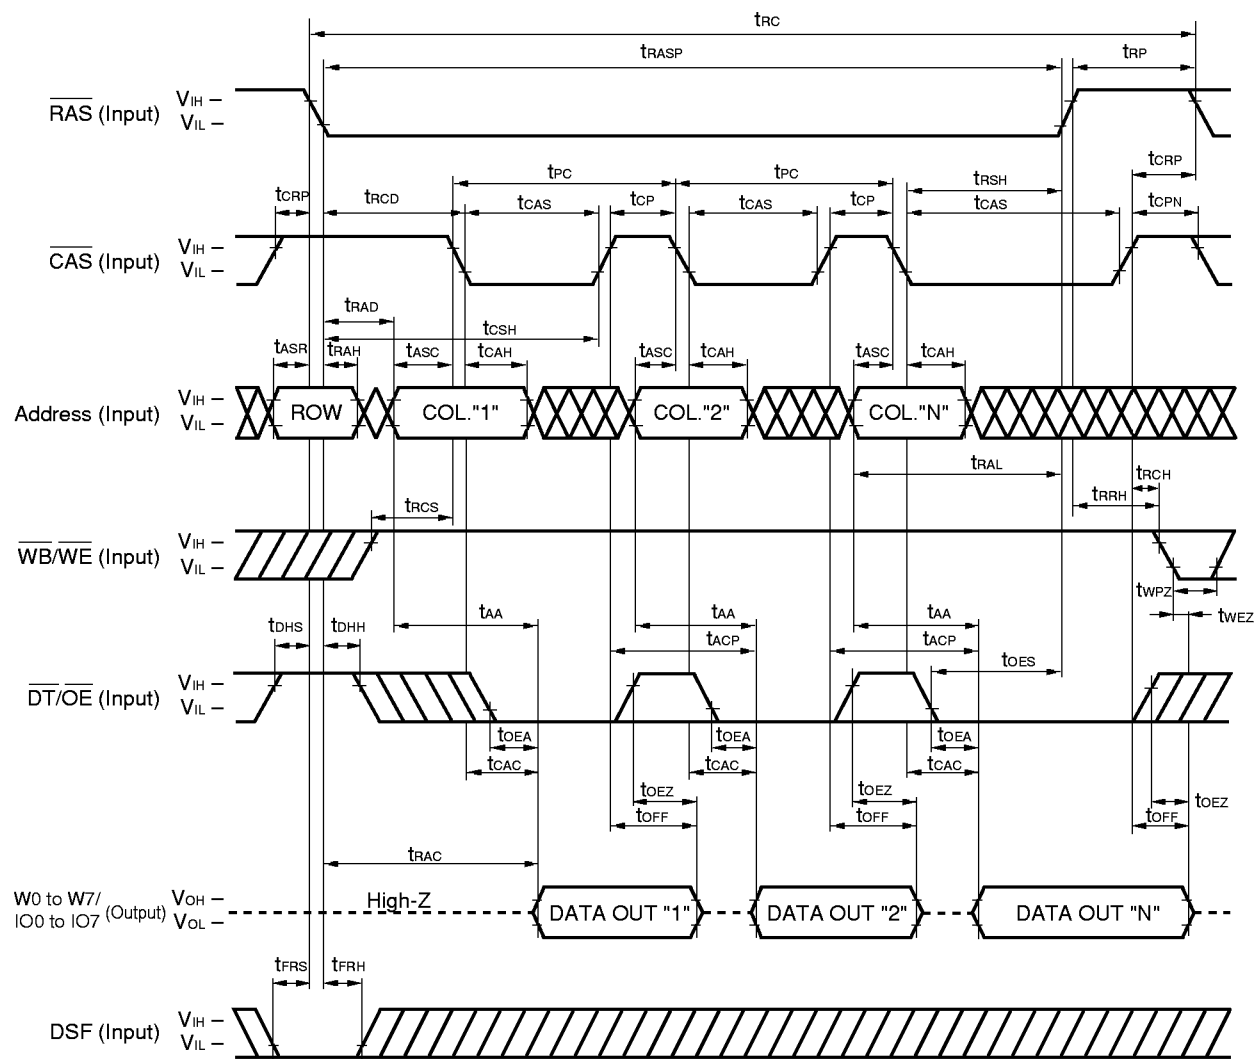 tRC
tRASP tRP
RAS (Input) VIH
VIL
tCRP
tPC tPC tRSH
tCRP tRCD tCAS tCP tCAS tCP tCAS tCPN
CAS (Input) VIH
VIL
tRAD
tCSH
tASR tRAH tASC tCAH tASC tCAH tASC tCAH
Address (Input) VIH
VIL
ROW COL."1" COL."2" COL."N"
tRAL tRCH
tRRH
tRCS
WB/WE (Input) VIH
VIL
tWPZ
tWEZ
tAA tAA tAA
tDHS tDHH tACP tACP
tOES
DT/OE (Input) VIH
VIL
tOEA tOEA tOEA
tCAC tCAC tCAC
tOEZ tOEZ tOEZ
tOFF tOFF tOFF
tRAC
W0 to W7/
IO0 to IO7 (Output) VOH
VOL
High-Z
DATA OUT "1" DATA OUT "2" DATA OUT "N"
tFRS tFRH
DSF (Input) VIH
VIL